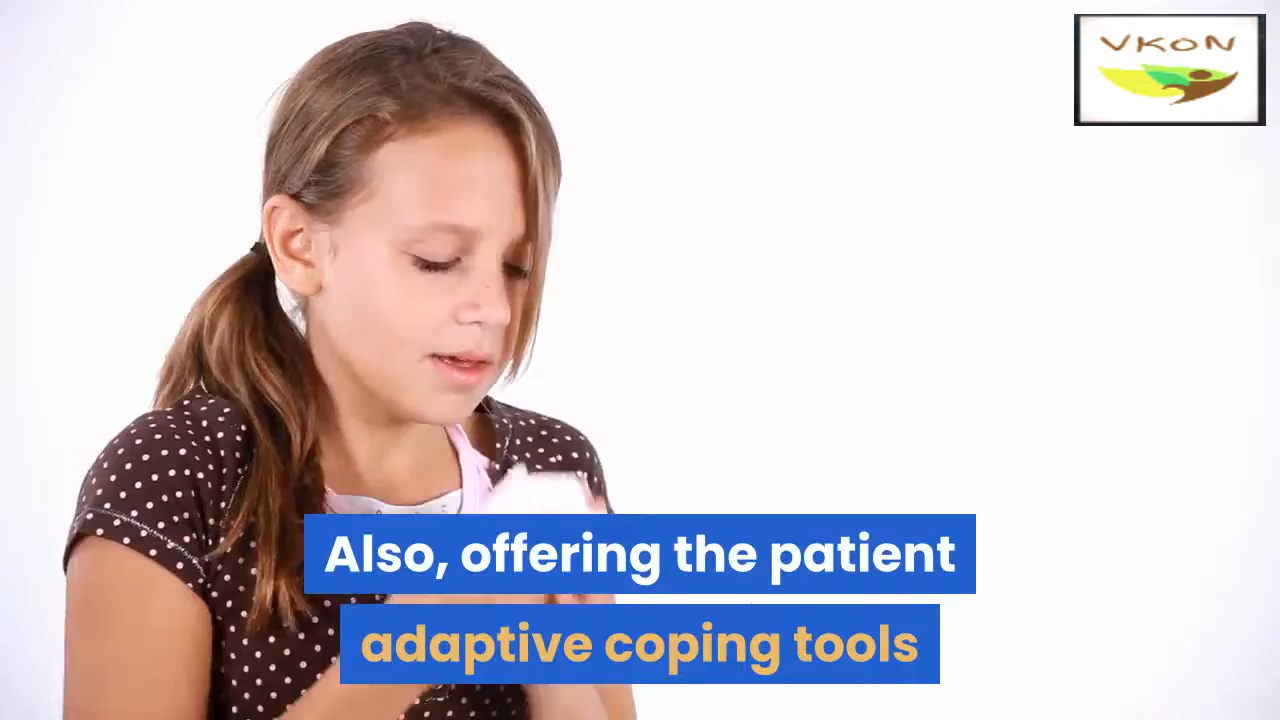 VKON
Also, offering the patient
adaptive coping tools